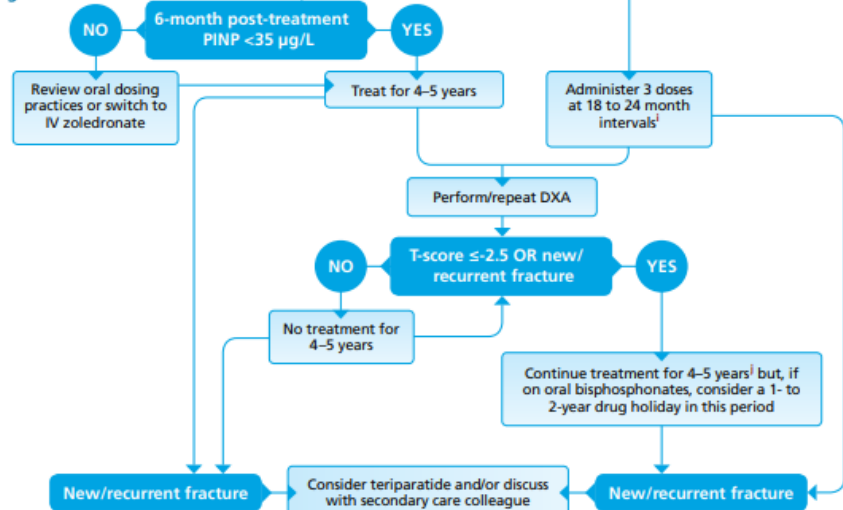 6-month post-treatment
PINP <35 µg/L
NO
YES
Review oral dosing
practices or switch to
IV zoledronate
Treat for 4–5 years
Administer 3 doses
at 18 to 24 month
intervalsⁱ
Perform/repeat DXA
T-score ≤-2.5 OR new/
recurrent fracture
NO
YES
No treatment for
4–5 years
Continue treatment for 4–5 yearsʲ but, if
on oral bisphosphonates, consider a 1- to
2-year drug holiday in this period
New/recurrent fracture
Consider teriparatide and/or discuss
with secondary care colleague
New/recurrent fracture